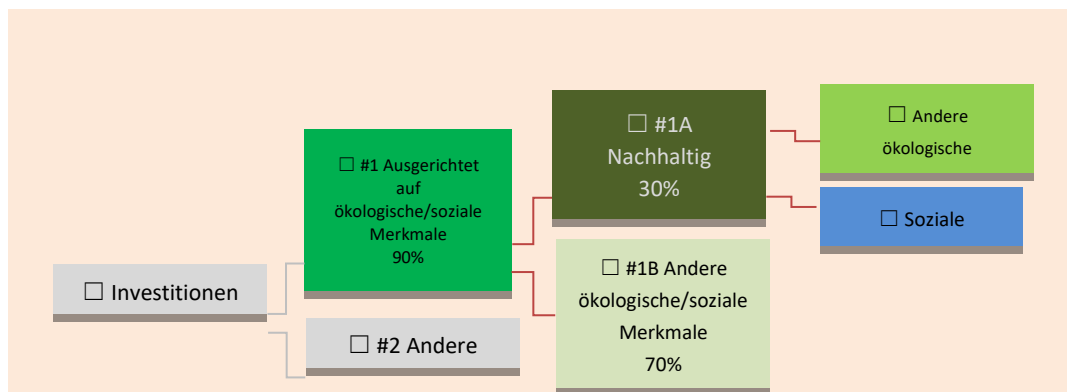 ☐ Investitionen
☐ #1 Ausgerichtet
auf
ökologische/soziale
Merkmale
90%
☐ #2 Andere
☐ #1A
Nachhaltig
30%
☐ #1B Andere
ökologische/soziale
Merkmale
70%
☐ Andere
ökologische
☐ Soziale